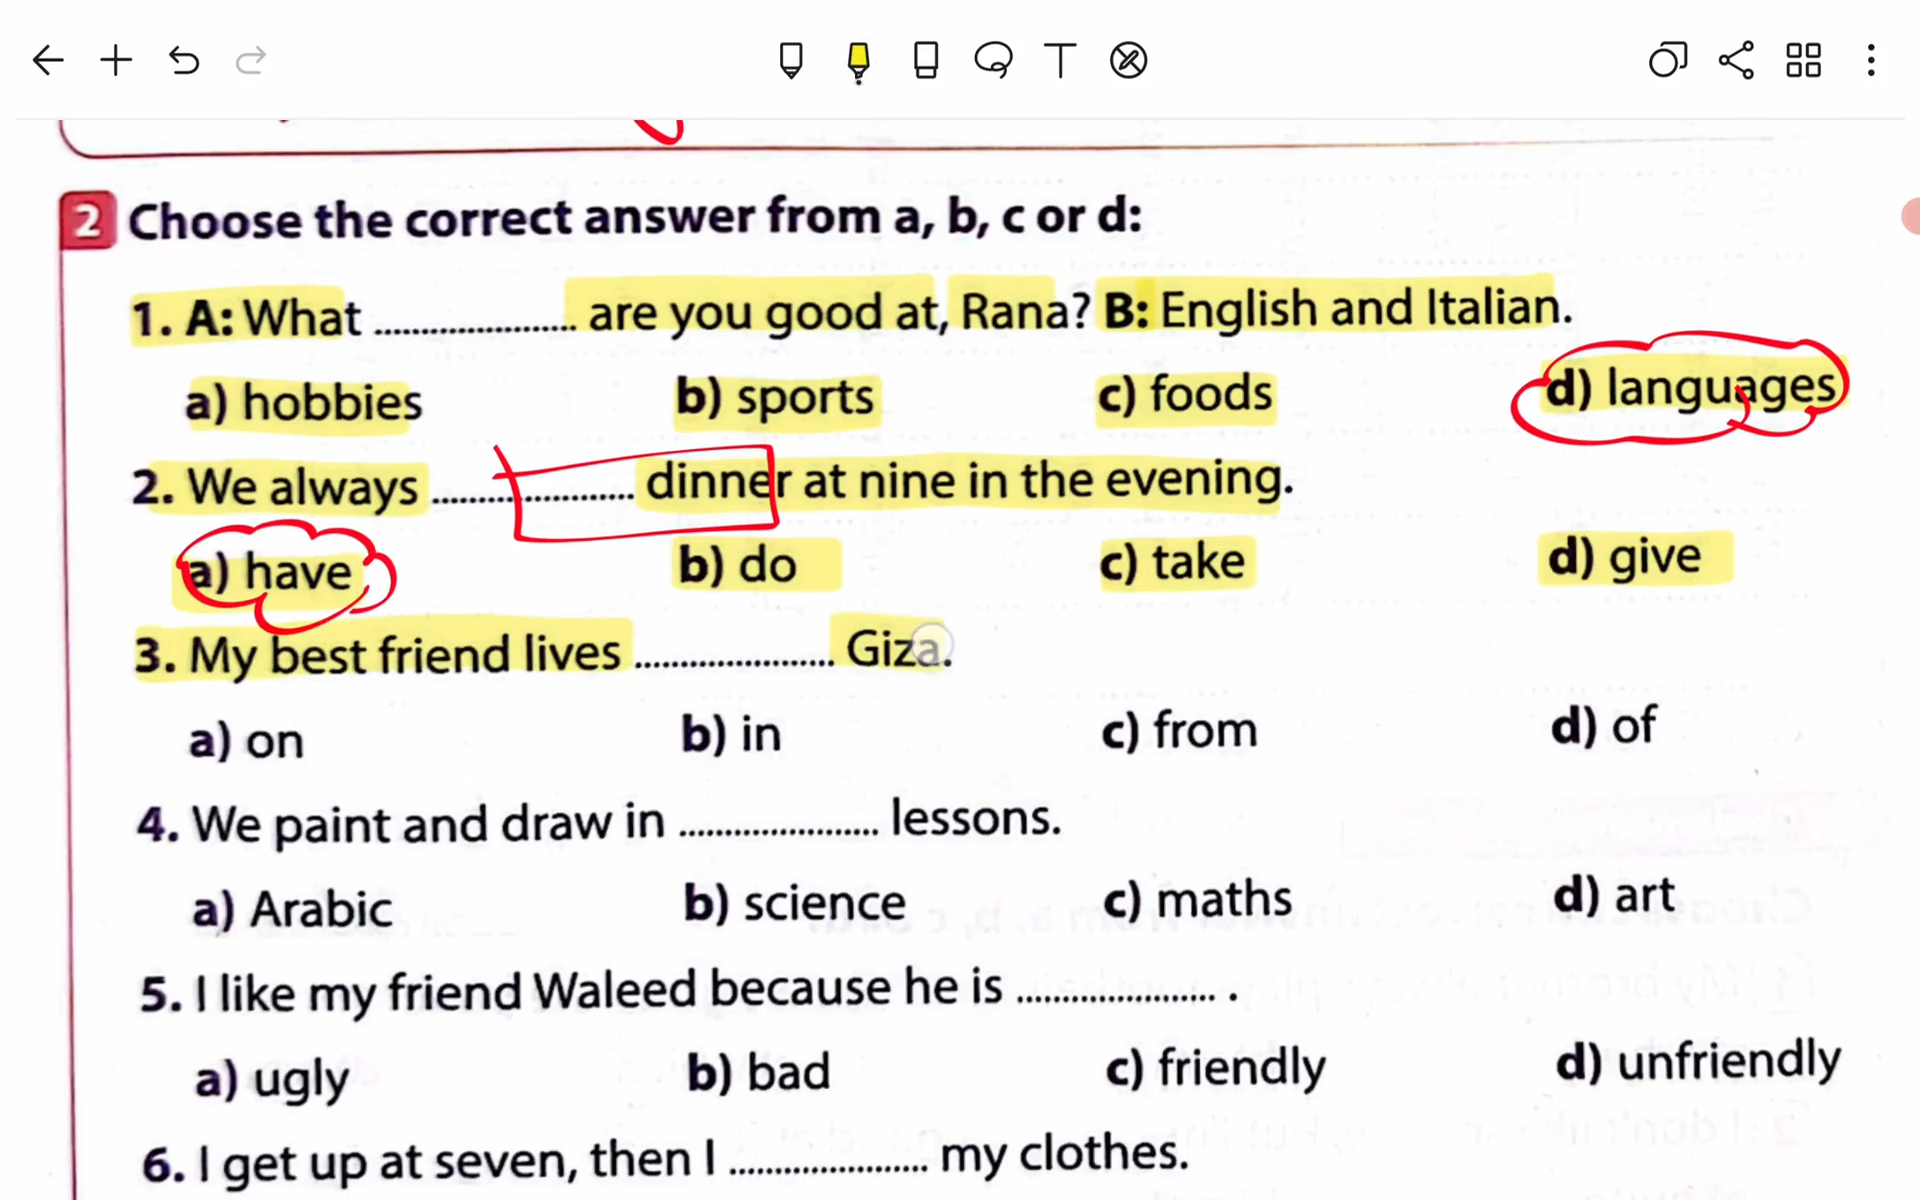 2 Choose the correct answer from a, b, c or d:
1. A: What ..................... are you good at, Rana? B: English and Italian.
a) hobbies b) sports c) foods d) languages
2. We always ..................... dinner at nine in the evening.
a) have b) do c) take d) give
3. My best friend lives ..................... Giza.
a) on b) in c) from d) of
4. We paint and draw in ..................... lessons.
a) Arabic b) science c) maths d) art
5. I like my friend Waleed because he is ..................... .
a) ugly b) bad c) friendly d) unfriendly
6. I get up at seven, then I ..................... my clothes.